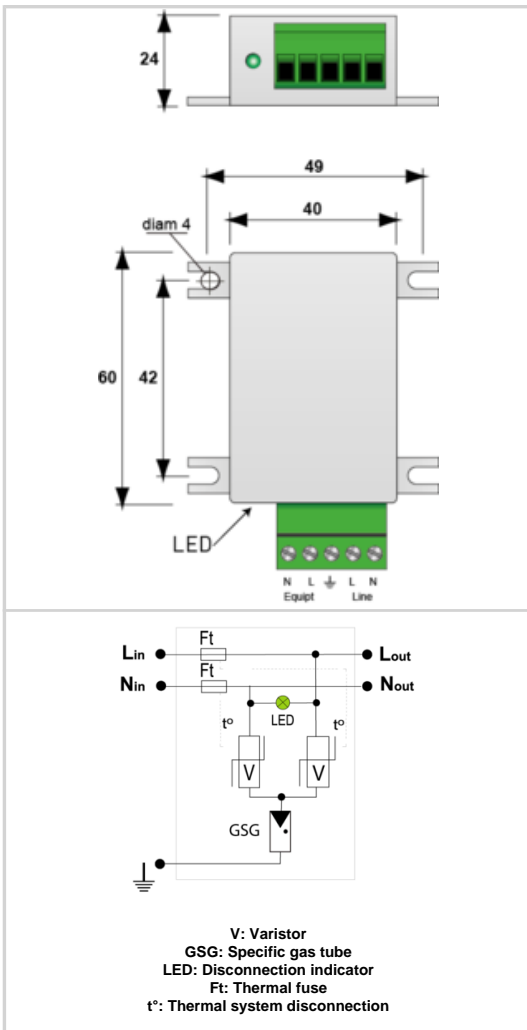 24
49
40
diam 4
60 42
LED
N L ⏚ L N
Equipt Line
Lin Ft Lout
Nin Ft Nout
t° LED t°
V V
GSG
V: Varistor
GSG: Specific gas tube
LED: Disconnection indicator
Ft: Thermal fuse
t°: Thermal system disconnection